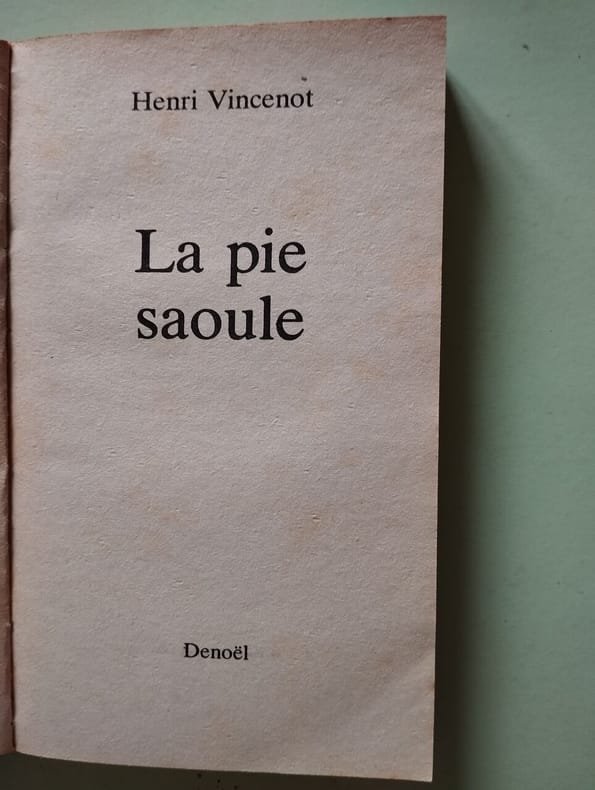 Henri Vincenot
La pie
saoule
Denoël